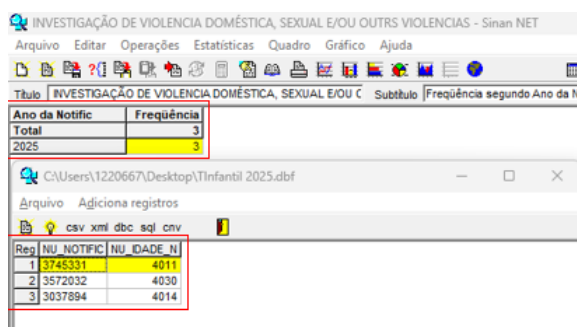 INVESTIGAÇÃO DE VIOLENCIA DOMÉSTICA, SEXUAL E/OU OUTRS VIOLENCIAS - Sinan NET
Arquivo Editar Operações Estatísticas Quadro Gráfico Ajuda
Título INVESTIGAÇÃO DE VIOLENCIA DOMÉSTICA, SEXUAL E/OU Subtítulo Freqüência segundo Ano da
Ano da Notific Freqüência
Total 3
2025 3
C:\Users\1220667\Desktop\TInfantil 2025.dbf
Arquivo Adiciona registros
csv xml dbc sql cnv
Reg NU_NOTIFIC NU_IDADE_N
1 3745331 4011
2 3572032 4030
3 3037894 4014